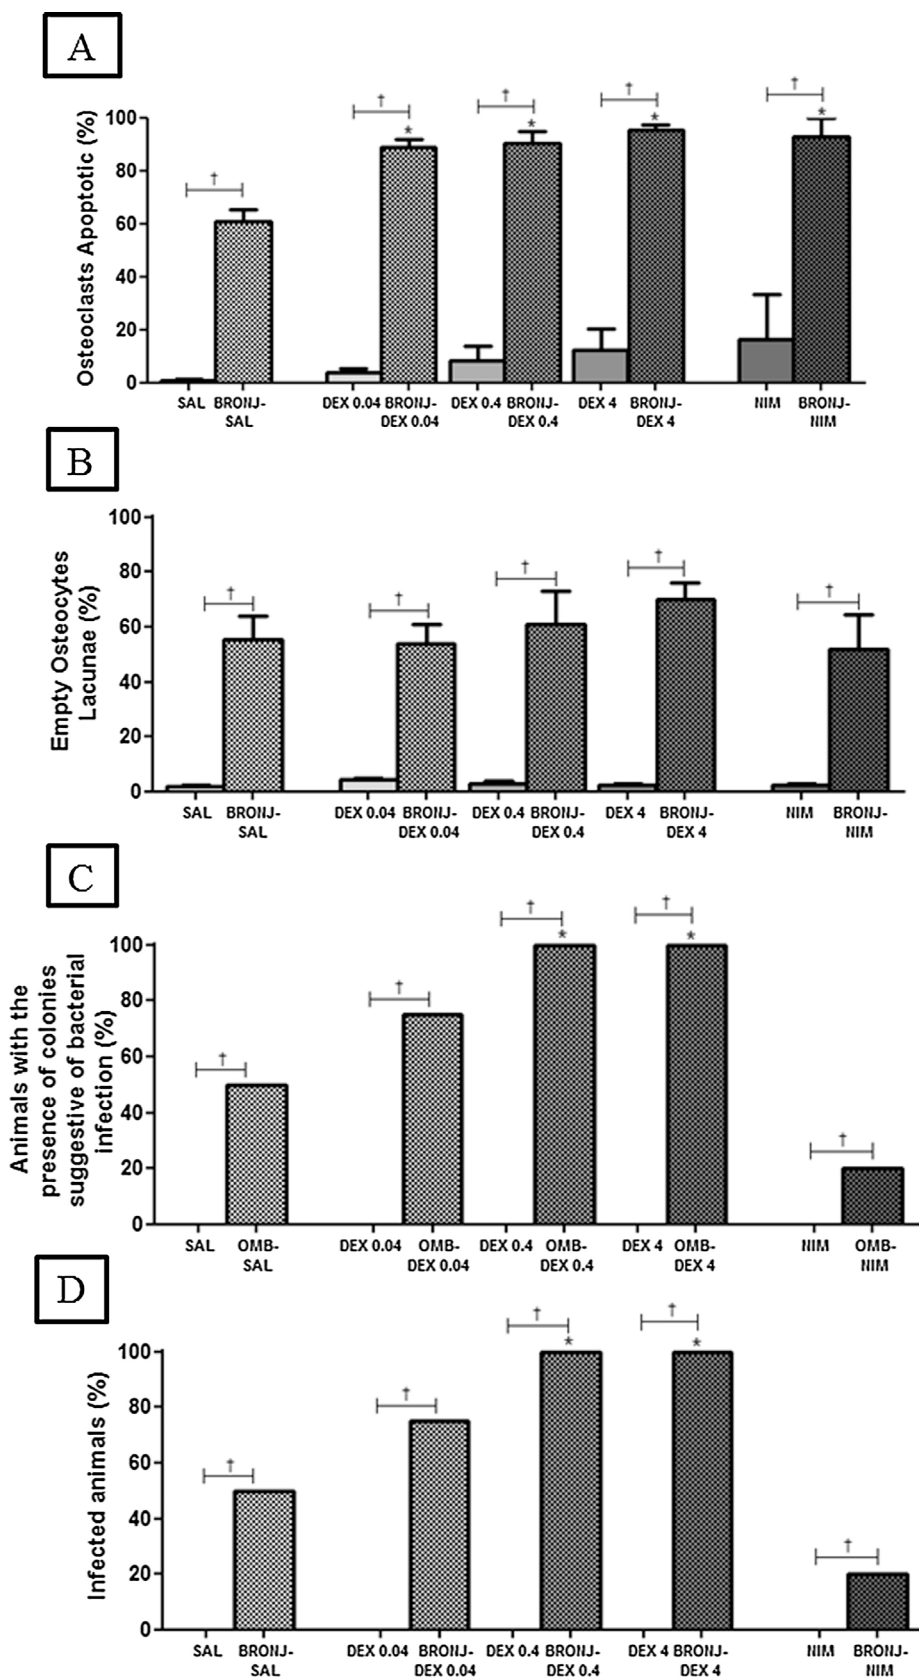 A
Osteoclasts Apoptotic (%)
100
80
60
40
20
0
† † † † †
* * * *
SAL BRONJ- DEX 0.04 BRONJ- DEX 0.4 BRONJ- DEX 4 BRONJ- NIM BRONJ-
SAL DEX 0.04 DEX 0.4 DEX 4 NIM
B
Empty Osteocytes
Lacunae (%)
100
80
60
40
20
0
† † † † †
SAL BRONJ- DEX 0.04 BRONJ- DEX 0.4 BRONJ- DEX 4 BRONJ- NIM BRONJ-
SAL DEX 0.04 DEX 0.4 DEX 4 NIM
C
Animals with the
presence of colonies
suggestive of bacterial
infection (%)
100
80
60
40
20
0
† † † † †
* *
SAL OMB- DEX 0.04 OMB- DEX 0.4 OMB- DEX 4 OMB- NIM OMB-
SAL DEX 0.04 DEX 0.4 DEX 4 NIM
D
Infected animals (%)
100
80
60
40
20
0
† † † † †
* *
SAL BRONJ- DEX 0.04 BRONJ- DEX 0.4 BRONJ- DEX 4 BRONJ- NIM BRONJ-
SAL DEX 0.04 DEX 0.4 DEX 4 NIM